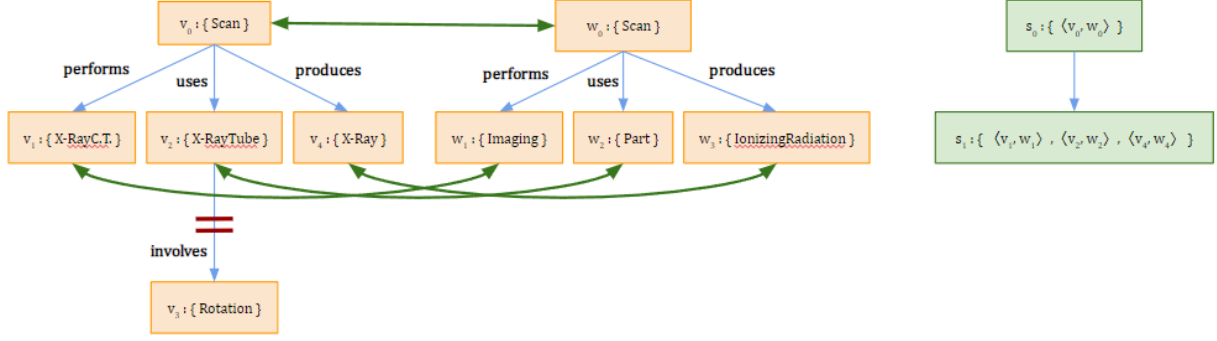 v₀ : { Scan }
w₀ : { Scan }
s₀ : { ⟨v₀, w₀⟩ }
performs
uses
produces
performs
uses
produces
v₁ : { X-RayC.T. }
v₂ : { X-RayTube }
v₄ : { X-Ray }
w₁ : { Imaging }
w₂ : { Part }
w₃ : { IonizingRadiation }
s₁ : { ⟨v₁, w₁⟩ , ⟨v₂, w₂⟩ , ⟨v₄, w₄⟩ }
involves
v₃ : { Rotation }